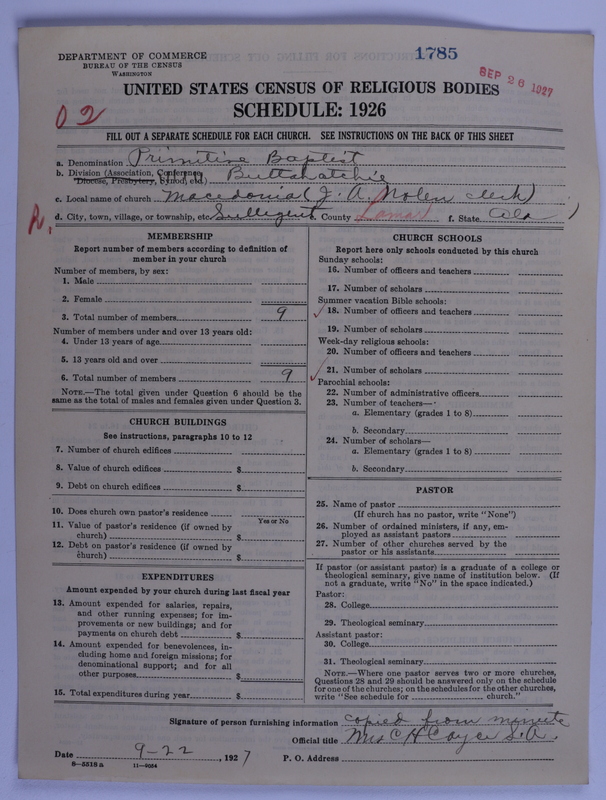 DEPARTMENT OF COMMERCE
BUREAU OF THE CENSUS
WASHINGTON
1785
SEP 26 1927
UNITED STATES CENSUS OF RELIGIOUS BODIES
02
SCHEDULE: 1926
FILL OUT A SEPARATE SCHEDULE FOR EACH CHURCH. SEE INSTRUCTIONS ON THE BACK OF THIS SHEET
a. Denomination Primitive Baptist
b. Division (Association, Conference, Diocese, Presbytery, Synod, etc.) Buttahatchie
c. Local name of church Macedonia (J. A. Nolen clerk)
d. City, town, village, or township, etc. Sulligent e. County Lamar f. State Ala
MEMBERSHIP
Report number of members according to definition of
member in your church
Number of members, by sex:
1. Male
2. Female
3. Total number of members 9
Number of members under and over 13 years old:
4. Under 13 years of age
5. 13 years old and over
6. Total number of members 9
NOTE.—The total given under Question 6 should be the
same as the total of males and females given under Question 3.
CHURCH BUILDINGS
See instructions, paragraphs 10 to 12
7. Number of church edifices
8. Value of church edifices $
9. Debt on church edifices $
10. Does church own pastor's residence
Yes or No
11. Value of pastor's residence (if owned by
church) $
12. Debt on pastor's residence (if owned by
church) $
EXPENDITURES
Amount expended by your church during last fiscal year
13. Amount expended for salaries, repairs,
and other running expenses; for im-
provements or new buildings; and for
payments on church debt $
14. Amount expended for benevolences, in-
cluding home and foreign missions; for
denominational support; and for all
other purposes $
15. Total expenditures during year $
CHURCH SCHOOLS
Report here only schools conducted by this church
Sunday schools:
16. Number of officers and teachers
17. Number of scholars
Summer vacation Bible schools:
18. Number of officers and teachers
19. Number of scholars
Week-day religious schools:
20. Number of officers and teachers
21. Number of scholars
Parochial schools:
22. Number of administrative officers
23. Number of teachers—
a. Elementary (grades 1 to 8)
b. Secondary
24. Number of scholars—
a. Elementary (grades 1 to 8)
b. Secondary
PASTOR
25. Name of pastor
(If church has no pastor, write "None")
26. Number of ordained ministers, if any, em-
ployed as assistant pastors
27. Number of other churches served by the
pastor or his assistants
If pastor (or assistant pastor) is a graduate of a college or
theological seminary, give name of institution below. (If
not a graduate, write "No" in the space indicated.)
Pastor:
28. College
29. Theological seminary
Assistant pastor:
30. College
31. Theological seminary
NOTE.—Where one pastor serves two or more churches,
Questions 28 and 29 should be answered only on the schedule
for one of the churches; on the schedules for the other churches,
write "See schedule for church."
Signature of person furnishing information copied from minute
Official title Mrs C H Cayce S. A.
Date 9-22, 1927 P. O. Address
8-5518 a 11-9054